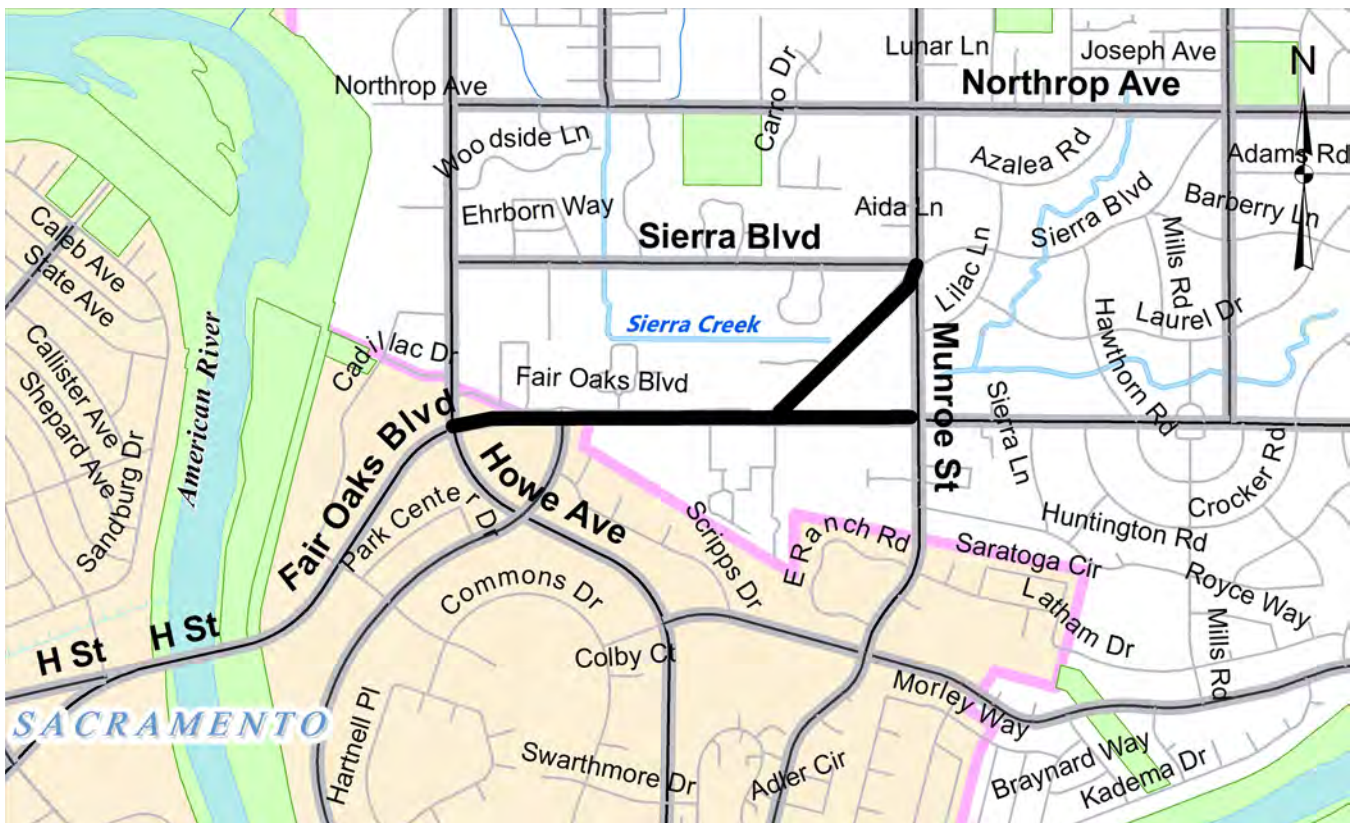 Lunar Ln
Joseph Ave
N
Northrop Ave
Northrop Ave
Carro Dr
Woodside Ln
Azalea Rd
Adams Rd
Ehrborn Way
Aida Ln
Sierra Blvd
Barberry Ln
Caleb Ave
State Ave
Sierra Blvd
Mills Rd
Lilac Ln
Laurel Dr
Hawthorn Rd
American River
Sierra Creek
Cadillac Dr
Callister Ave
Shepard Ave
Sandburg Dr
Fair Oaks Blvd
Munroe St
Sierra Ln
Fair Oaks Blvd
Howe Ave
Crocker Rd
Park Center Dr
Scripps Dr
E Ranch Rd
Huntington Rd
Saratoga Cir
Royce Way
Commons Dr
Latham Dr
H St
H St
Colby Ct
Mills Rd
Morley Way
SACRAMENTO
Hartnell Pl
Swarthmore Dr
Adler Cir
Braynard Way
Kadema Dr